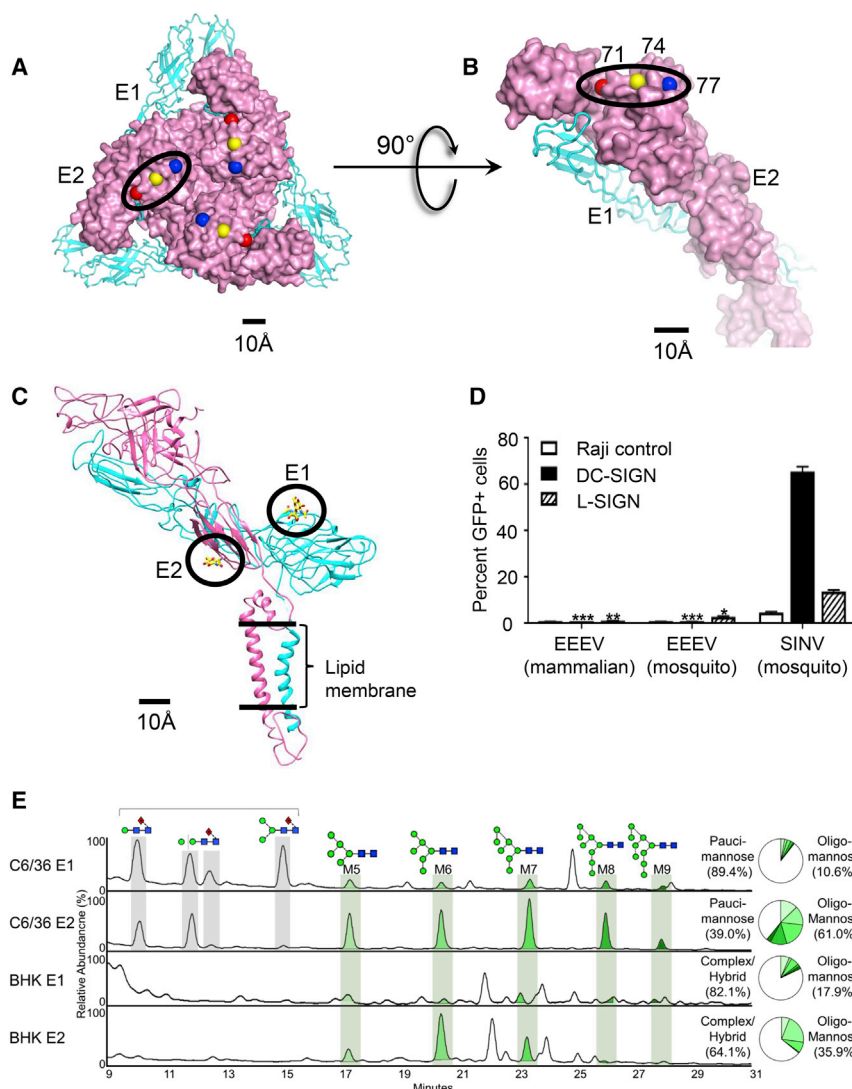 A
E1
E2
10Å
90°
B
71
74
77
E2
E1
10Å
C
E1
E2
Lipid
membrane
10Å
D
Percent GFP+ cells
80
60
40
20
0
Raji control
DC-SIGN
L-SIGN
*** **
*** *
EEEV
(mammalian)
EEEV
(mosquito)
SINV
(mosquito)
E
Relative Abundancne (%)
C6/36 E1
100
0
M5
M6
M7
M8
M9
Pauci-
mannose
(89.4%)
Oligo-
mannos
(10.6%)
C6/36 E2
100
0
Pauci-
mannose
(39.0%)
Oligo-
Mannos
(61.0%)
BHK E1
100
0
Complex/
Hybrid
(82.1%)
Oligo-
mannos
(17.9%)
BHK E2
100
0
Complex/
Hybrid
(64.1%)
Oligo-
Mannos
(35.9%)
9 11 13 15 17 19 21 23 25 27 29 31
Minutes